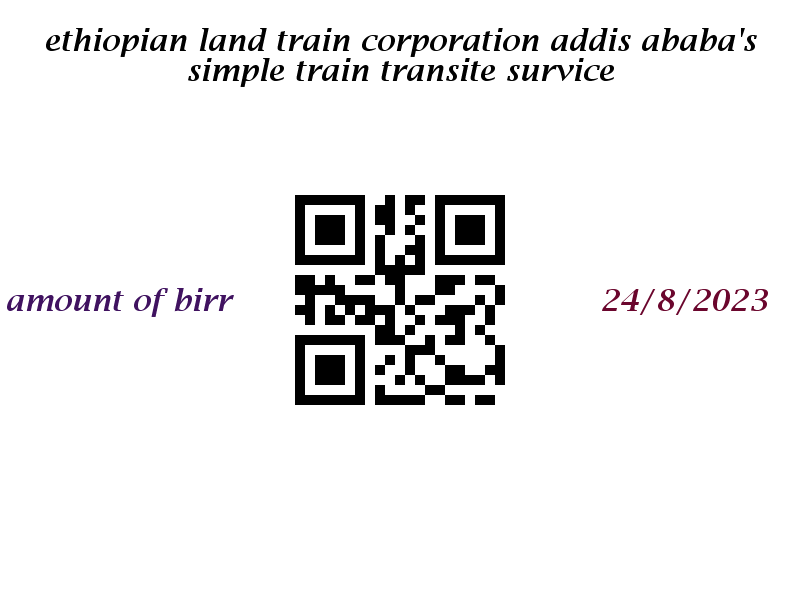 ethiopian land train corporation addis ababa's
simple train transite survice
amount of birr
24/8/2023